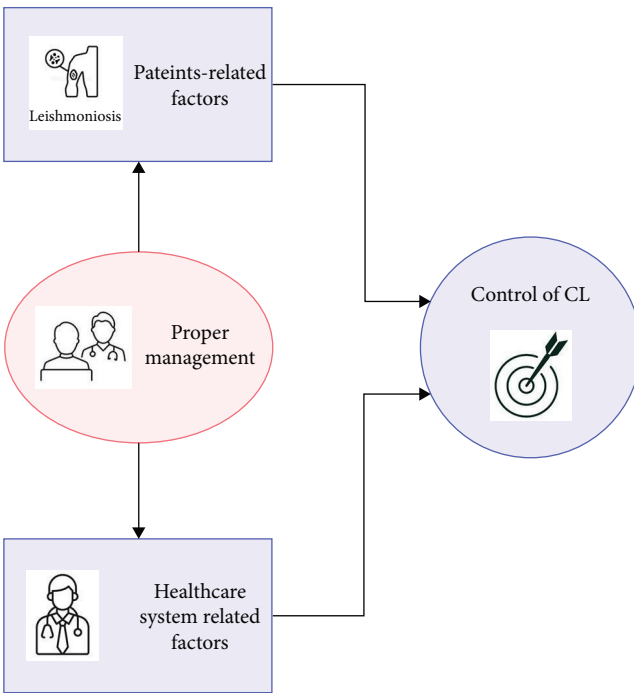 Pateints-related
factors
Leishmoniosis
Proper
management
Control of CL
Healthcare
system related
factors